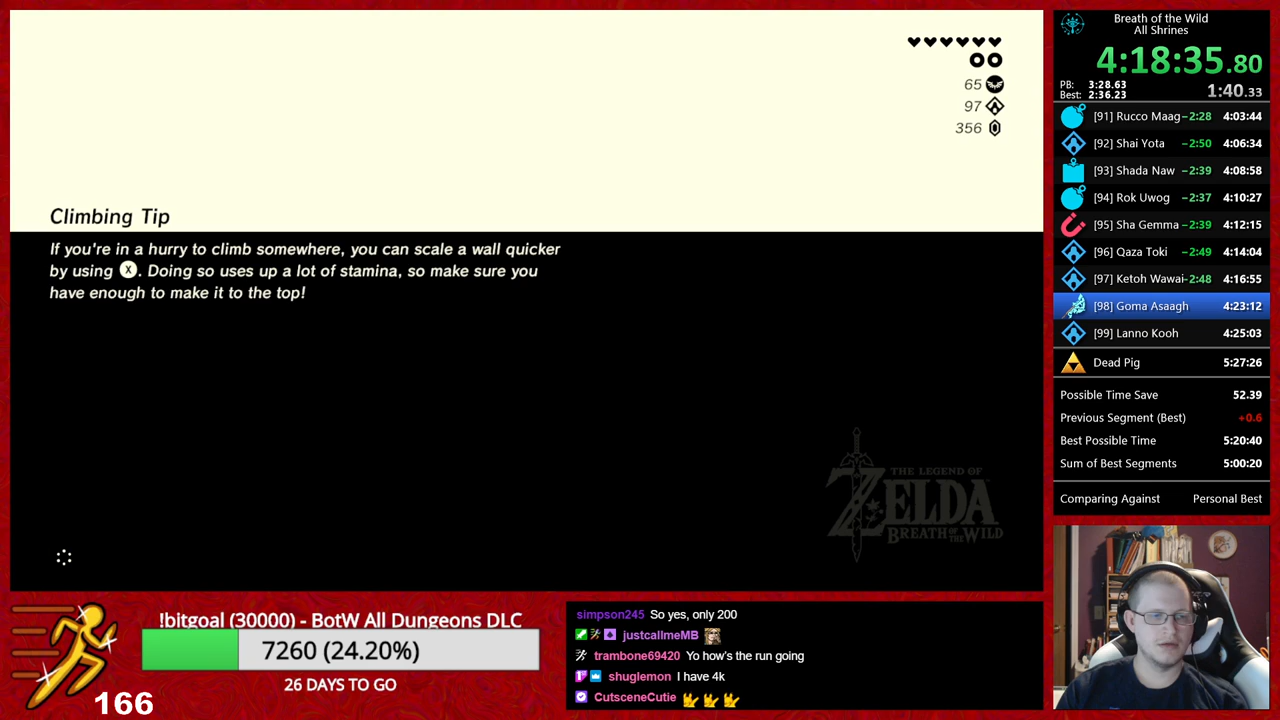 65
97
356
Climbing Tip
If you're in a hurry to climb somewhere, you can scale a wall quicker
by using X. Doing so uses up a lot of stamina, so make sure you
have enough to make it to the top!
THE LEGEND OF
ZELDA
BREATH OF THE WILD
Breath of the Wild
All Shrines
4:18:35.80
PB: 3:28.63
Best: 2:36.23
1:40.33
[91] Rucco Maag −2:28 4:03:44
[92] Shai Yota −2:50 4:06:34
[93] Shada Naw −2:39 4:08:58
[94] Rok Uwog −2:37 4:10:27
[95] Sha Gemma −2:39 4:12:15
[96] Qaza Toki −2:49 4:14:04
[97] Ketoh Wawai −2:48 4:16:55
[98] Goma Asaagh 4:23:12
[99] Lanno Kooh 4:25:03
Dead Pig 5:27:26
Possible Time Save 52.39
Previous Segment (Best) +0.6
Best Possible Time 5:20:40
Sum of Best Segments 5:00:20
Comparing Against Personal Best
166
!bitgoal (30000) - BotW All Dungeons DLC
7260 (24.20%)
26 DAYS TO GO
simpson245 So yes, only 200
justcallmeMB
trambone69420 Yo how's the run going
shuglemon I have 4k
CutsceneCutie